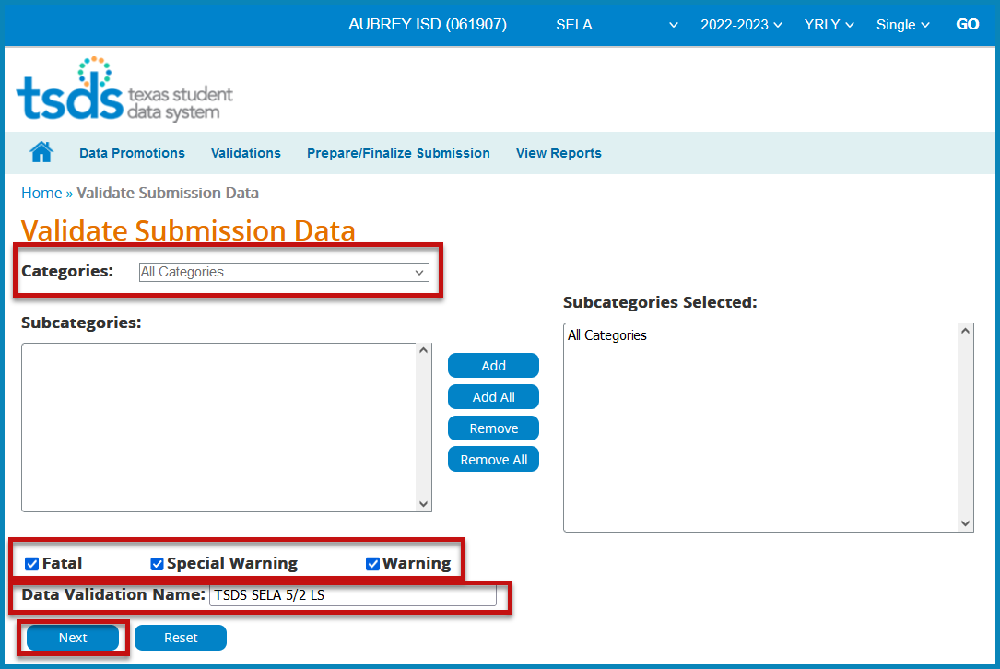 AUBREY ISD (061907) SELA 2022-2023 YRLY Single GO
tsds texas student
data system
Data Promotions Validations Prepare/Finalize Submission View Reports
Home » Validate Submission Data
Validate Submission Data
Categories: All Categories
Subcategories:
Subcategories Selected:
All Categories
Add
Add All
Remove
Remove All
Fatal Special Warning Warning
Data Validation Name: TSDS SELA 5/2 LS
Next Reset